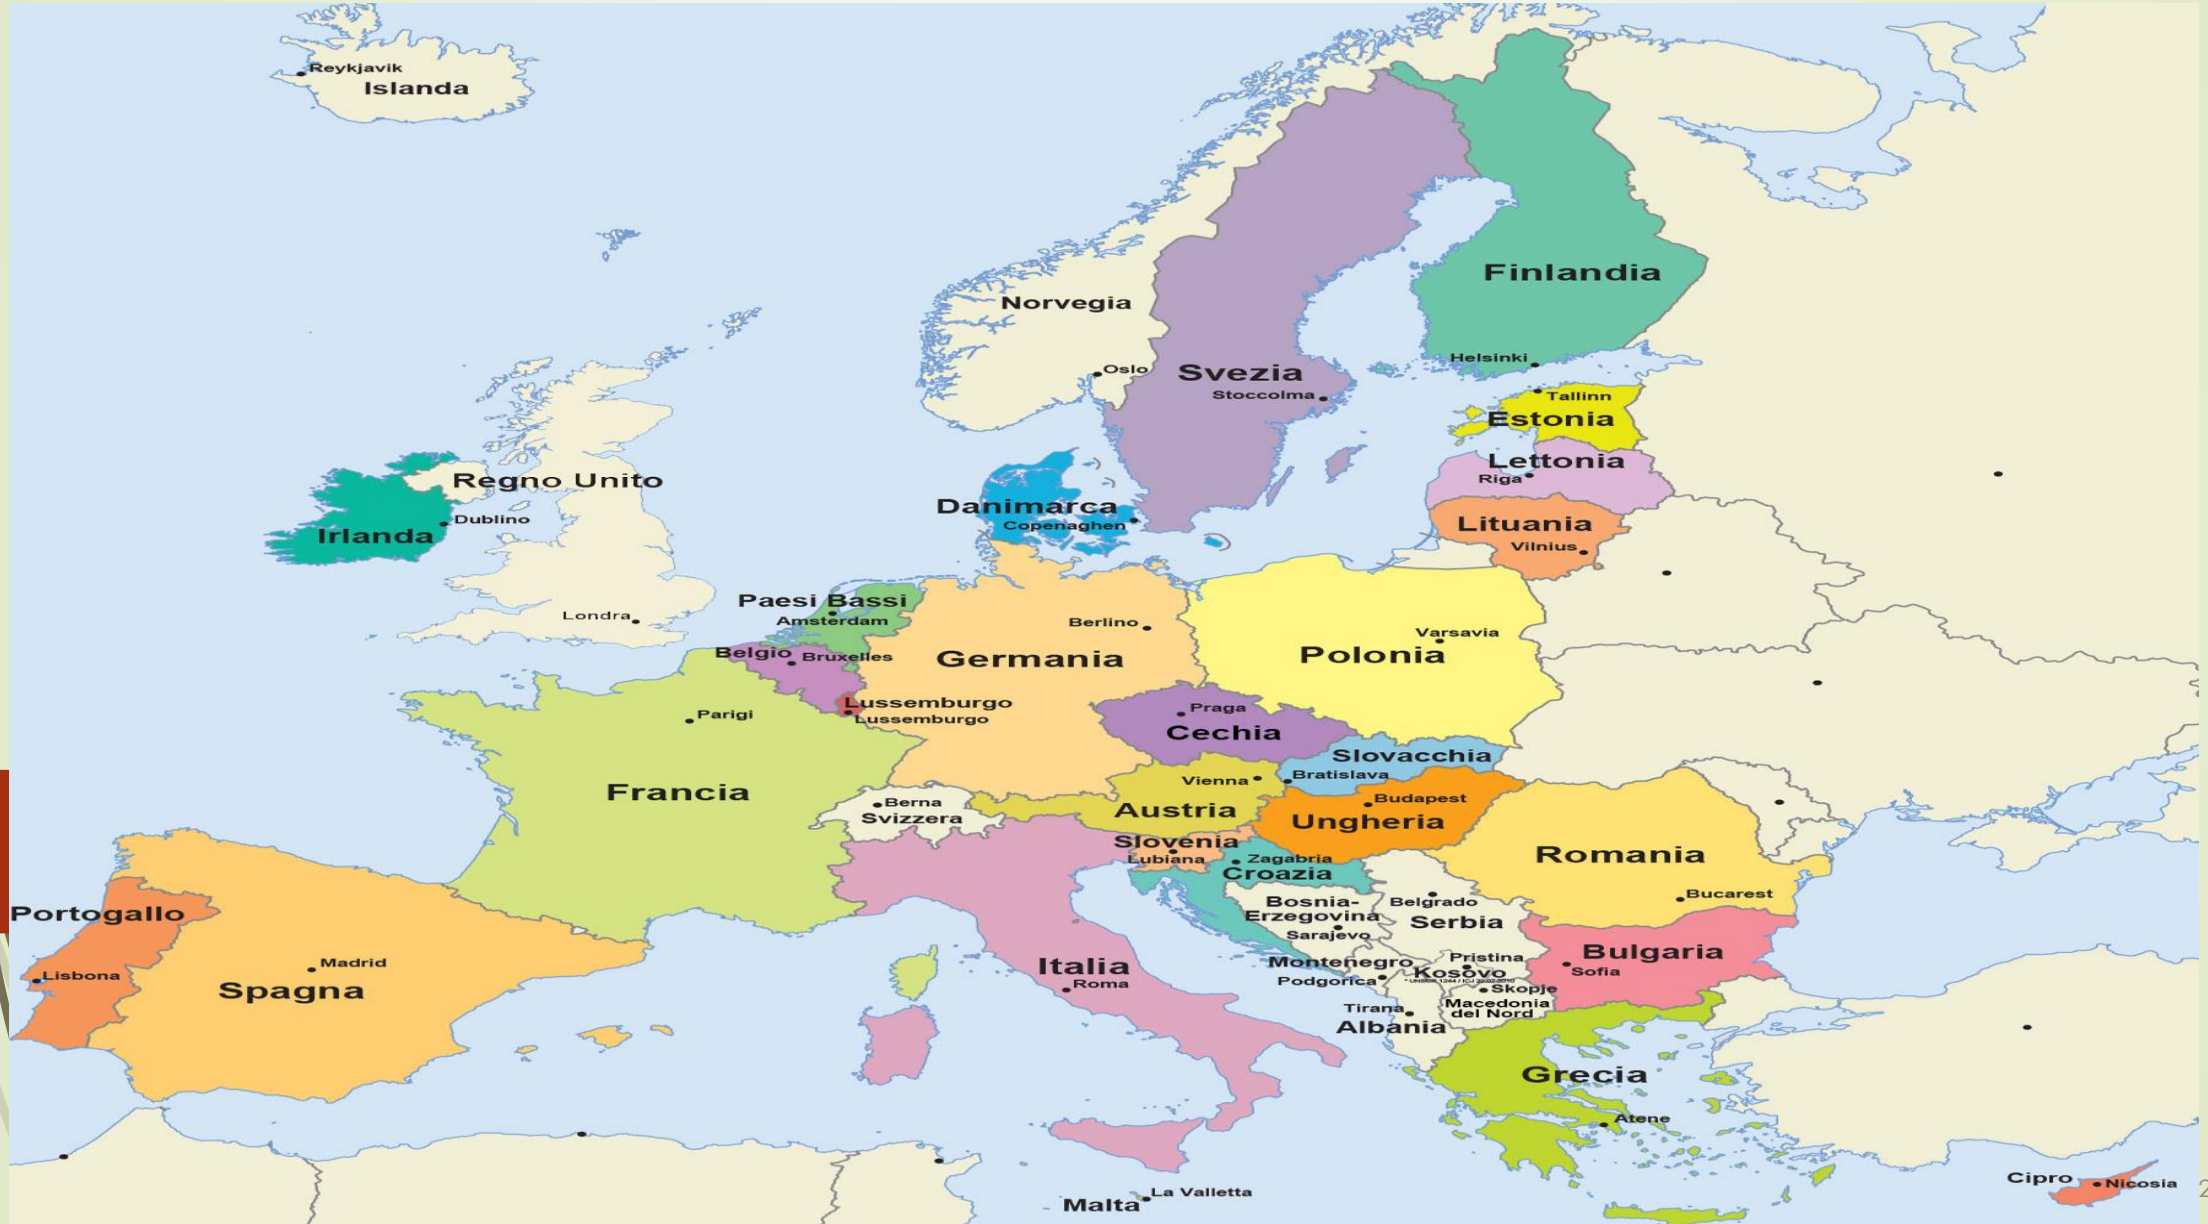 Reykjavik
Islanda
Finlandia
Norvegia
Helsinki
Oslo
Svezia
Stoccolma
Tallinn
Estonia
Lettonia
Riga
Regno Unito
Danimarca
Copenaghen
Dublino
Irlanda
Lituania
Vilnius
Paesi Bassi
Amsterdam
Londra
Berlino
Varsavia
Belgio
Bruxelles
Germania
Polonia
Lussemburgo
Lussemburgo
Parigi
Praga
Cechia
Slovacchia
Bratislava
Vienna
Francia
Berna
Svizzera
Austria
Budapest
Ungheria
Slovenia
Lubiana
Zagabria
Croazia
Romania
Bucarest
Bosnia-
Erzegovina
Sarajevo
Belgrado
Serbia
Portogallo
Lisbona
Madrid
Spagna
Italia
Roma
Montenegro
Podgorica
Pristina
Kosovo
Bulgaria
Sofia
Skopje
Macedonia
del Nord
Tirana
Albania
Grecia
Atene
Malta
La Valletta
Cipro
Nicosia
2